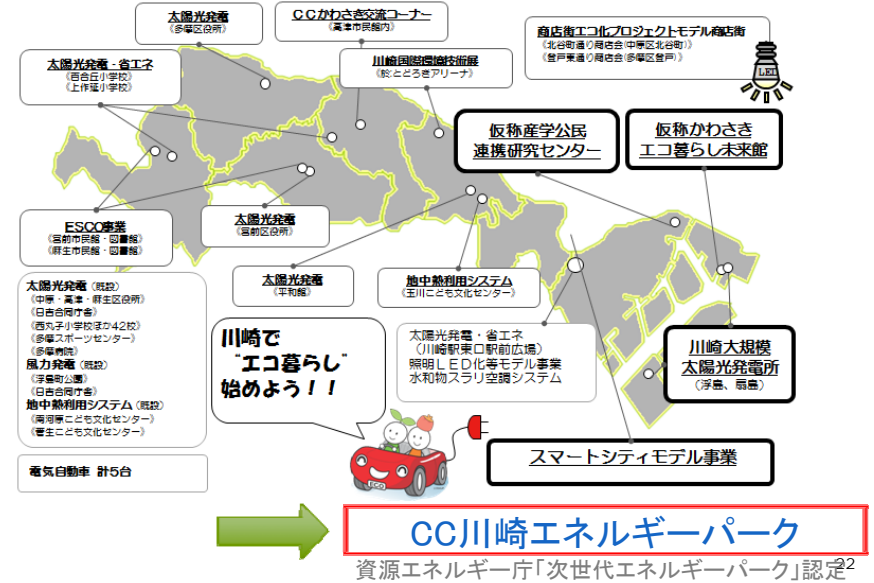 太陽光発電
《多摩区役所》
CCかわさき交流コーナー
《高津市民館内》
商店街エコ化プロジェクトモデル商店街
《北谷町通り商店会(中原区北谷町)》
《登戸東通り商店会(多摩区登戸)》
LED
太陽光発電・省エネ
《百合丘小学校》
《上作延小学校》
川崎国際環境技術展
《於:とどろきアリーナ》
仮称産学公民
連携研究センター
仮称かわさき
エコ暮らし未来館
ESCO事業
《宮前市民館・図書館》
《麻生市民館・図書館》
太陽光発電
《宮前区役所》
太陽光発電
《平和館》
地中熱利用システム
《玉川こども文化センター》
太陽光発電（既設）
《中原・高津・麻生区役所》
《日吉合同庁舎》
《西丸子小学校ほか42校》
《多摩スポーツセンター》
《多摩病院》
風力発電（既設）
《浮島町公園》
《日吉合同庁舎》
地中熱利用システム（既設）
《南河原こども文化センター》
《菅生こども文化センター》
電気自動車 計5台
川崎で
"エコ暮らし"
始めよう！！
太陽光発電・省エネ
（川崎駅東口駅前広場）
照明ＬＥＤ化等モデル事業
水和物スラリ空調システム
川崎大規模
太陽光発電所
（浮島、扇島）
ECO
スマートシティモデル事業
CC川崎エネルギーパーク
資源エネルギー庁「次世代エネルギーパーク」認定
22